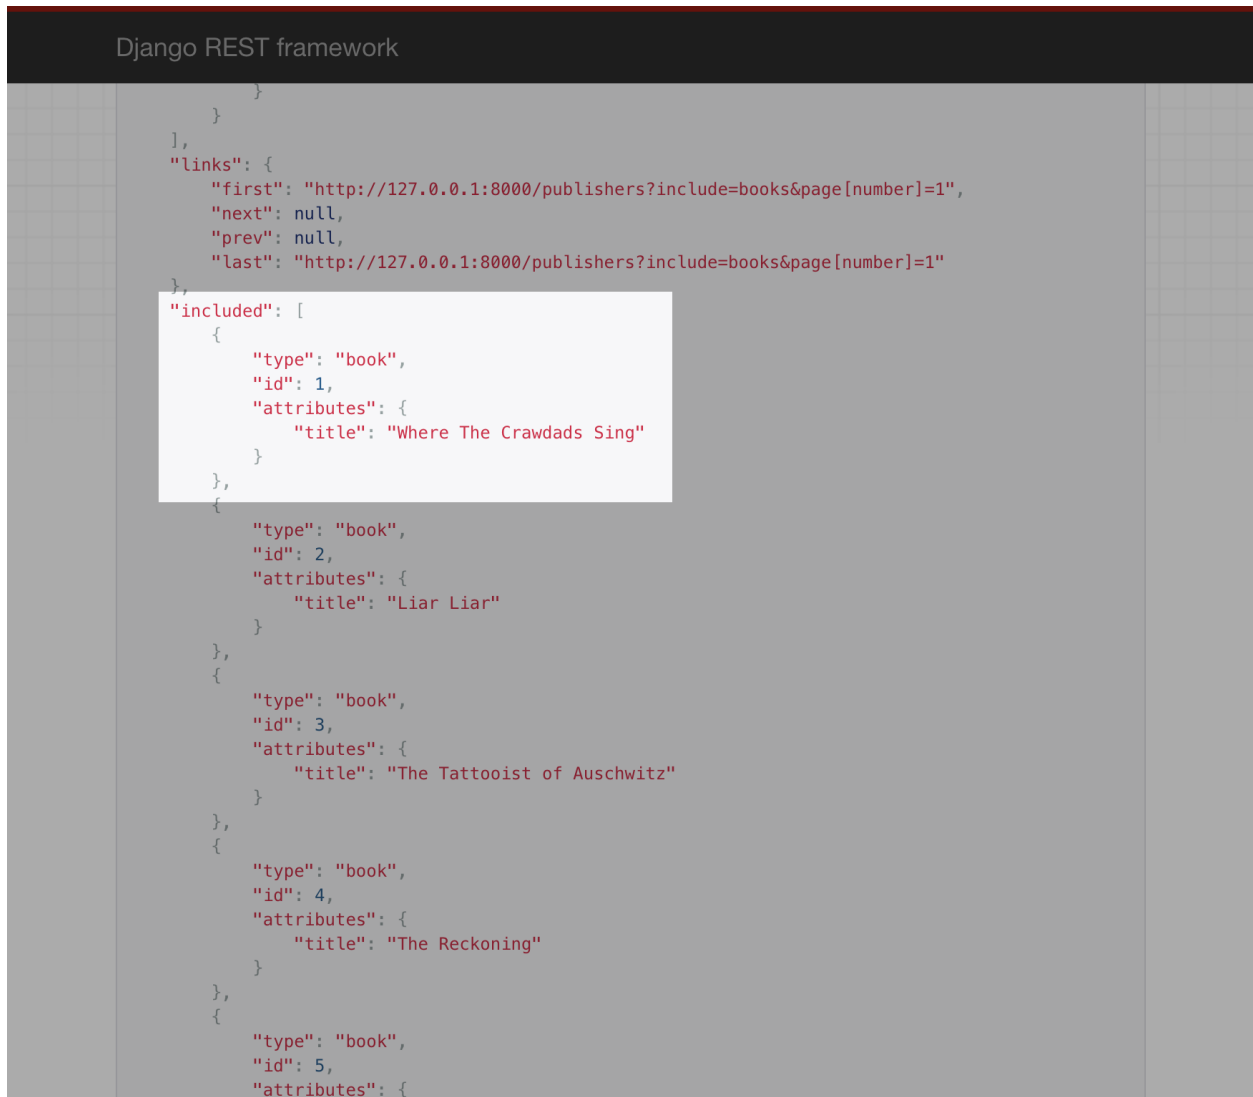 Django REST framework
}
}
],
"links": {
"first": "http://127.0.0.1:8000/publishers?include=books&page[number]=1",
"next": null,
"prev": null,
"last": "http://127.0.0.1:8000/publishers?include=books&page[number]=1"
},
"included": [
{
"type": "book",
"id": 1,
"attributes": {
"title": "Where The Crawdads Sing"
}
},
{
"type": "book",
"id": 2,
"attributes": {
"title": "Liar Liar"
}
},
{
"type": "book",
"id": 3,
"attributes": {
"title": "The Tattooist of Auschwitz"
}
},
{
"type": "book",
"id": 4,
"attributes": {
"title": "The Reckoning"
}
},
{
"type": "book",
"id": 5,
"attributes": {